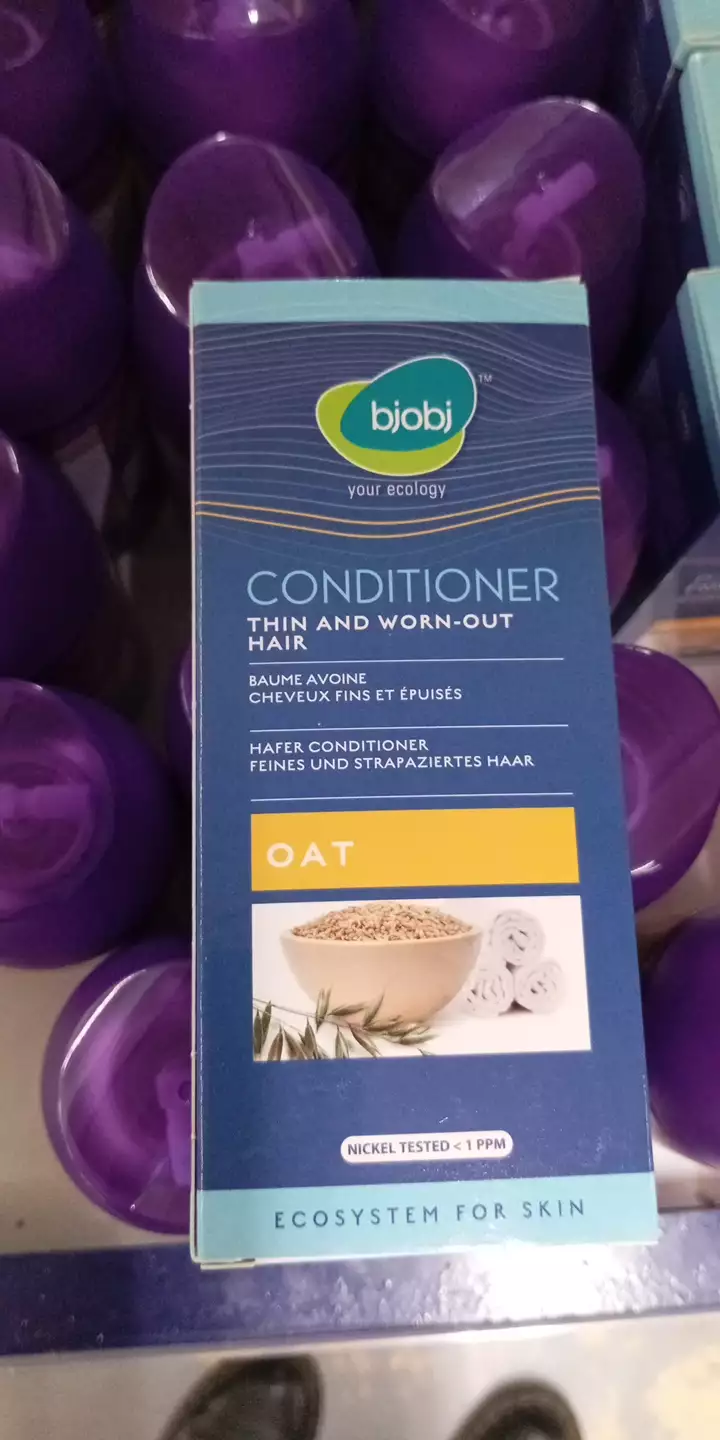 bjobj
TM
your ecology
CONDITIONER
THIN AND WORN-OUT
HAIR
BAUME AVOINE
CHEVEUX FINS ET ÉPUISÉS
HAFER CONDITIONER
FEINES UND STRAPAZIERTES HAAR
OAT
NICKEL TESTED < 1 PPM
ECOSYSTEM FOR SKIN